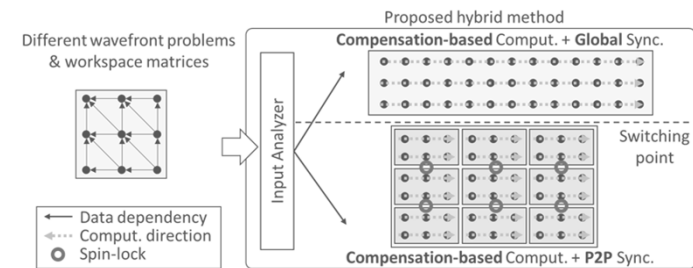 Proposed hybrid method
Different wavefront problems
& workspace matrices
Compensation-based Comput. + Global Sync.
Input Analyzer
Switching
point
Data dependency
Comput. direction
Spin-lock
Compensation-based Comput. + P2P Sync.